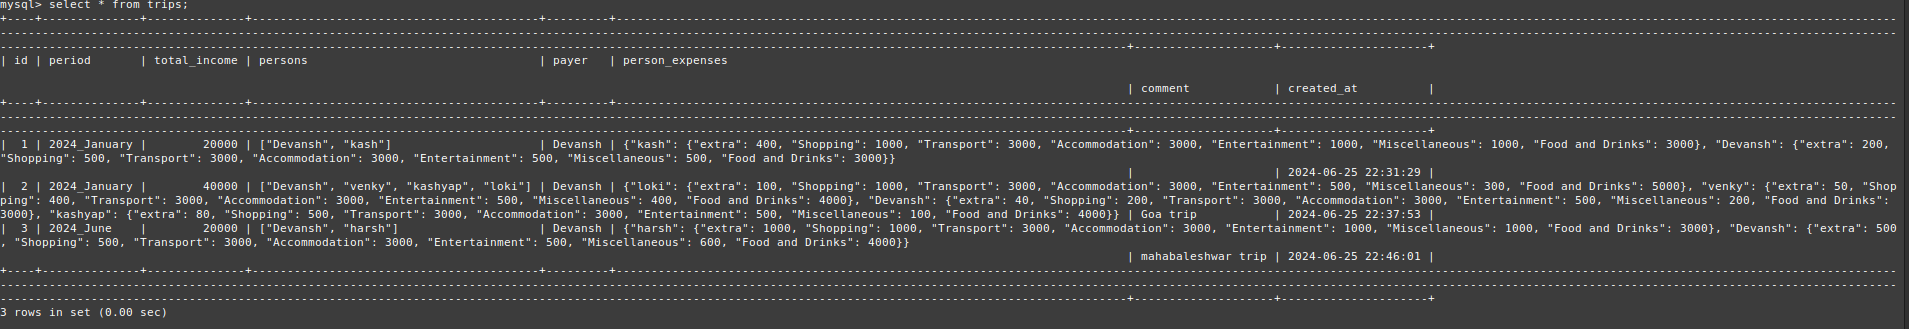 mysql> select * from trips;
| id | period | total_income | persons | payer | person_expenses
| comment | created_at |
| 1 | 2024_January | 20000 | ["Devansh", "kash"] | Devansh | {"kash": {"extra": 400, "Shopping": 1000, "Transport": 3000, "Accommodation": 3000, "Entertainment": 1000, "Miscellaneous": 1000, "Food and Drinks": 3000}, "Devansh": {"extra": 200,
"Shopping": 500, "Transport": 3000, "Accommodation": 3000, "Entertainment": 500, "Miscellaneous": 500, "Food and Drinks": 3000}}
| | 2024-06-25 22:31:29 |
| 2 | 2024_January | 40000 | ["Devansh", "venky", "kashyap", "loki"] | Devansh | {"loki": {"extra": 100, "Shopping": 1000, "Transport": 3000, "Accommodation": 3000, "Entertainment": 500, "Miscellaneous": 300, "Food and Drinks": 5000}, "venky": {"extra": 50, "Shop
ping": 400, "Transport": 3000, "Accommodation": 3000, "Entertainment": 500, "Miscellaneous": 400, "Food and Drinks": 4000}, "Devansh": {"extra": 40, "Shopping": 200, "Transport": 3000, "Accommodation": 3000, "Entertainment": 500, "Miscellaneous": 200, "Food and Drinks":
3000}, "kashyap": {"extra": 80, "Shopping": 500, "Transport": 3000, "Accommodation": 3000, "Entertainment": 500, "Miscellaneous": 100, "Food and Drinks": 4000}} | Goa trip | 2024-06-25 22:37:53 |
| 3 | 2024_June | 20000 | ["Devansh", "harsh"] | Devansh | {"harsh": {"extra": 1000, "Shopping": 1000, "Transport": 3000, "Accommodation": 3000, "Entertainment": 1000, "Miscellaneous": 1000, "Food and Drinks": 3000}, "Devansh": {"extra": 500
, "Shopping": 500, "Transport": 3000, "Accommodation": 3000, "Entertainment": 500, "Miscellaneous": 600, "Food and Drinks": 4000}}
| mahabaleshwar trip | 2024-06-25 22:46:01 |
3 rows in set (0.00 sec)